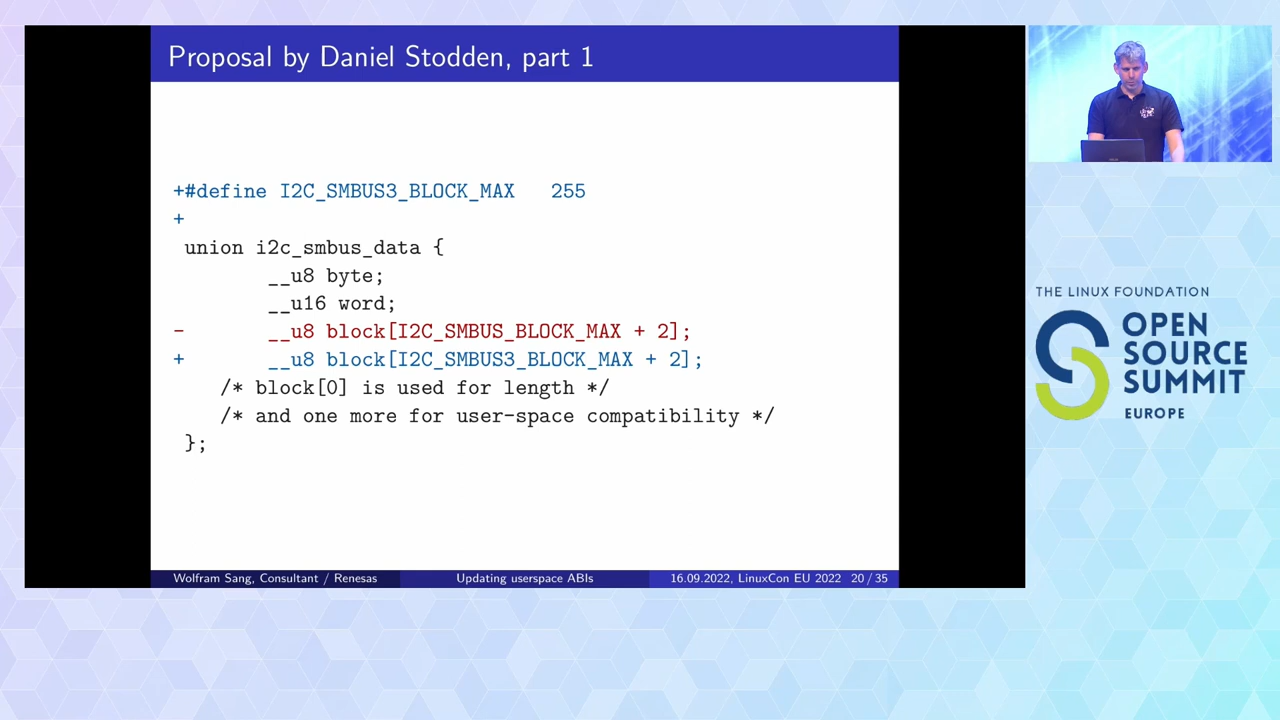 Proposal by Daniel Stodden, part 1
+#define I2C_SMBUS3_BLOCK_MAX   255
+
 union i2c_smbus_data {
        __u8 byte;
        __u16 word;
-       __u8 block[I2C_SMBUS_BLOCK_MAX + 2];
+       __u8 block[I2C_SMBUS3_BLOCK_MAX + 2];
    /* block[0] is used for length */
    /* and one more for user-space compatibility */
 };
Wolfram Sang, Consultant / Renesas
Updating userspace ABIs
16.09.2022, LinuxCon EU 2022 20 / 35
THE LINUX FOUNDATION
OPEN
SOURCE
SUMMIT
EUROPE